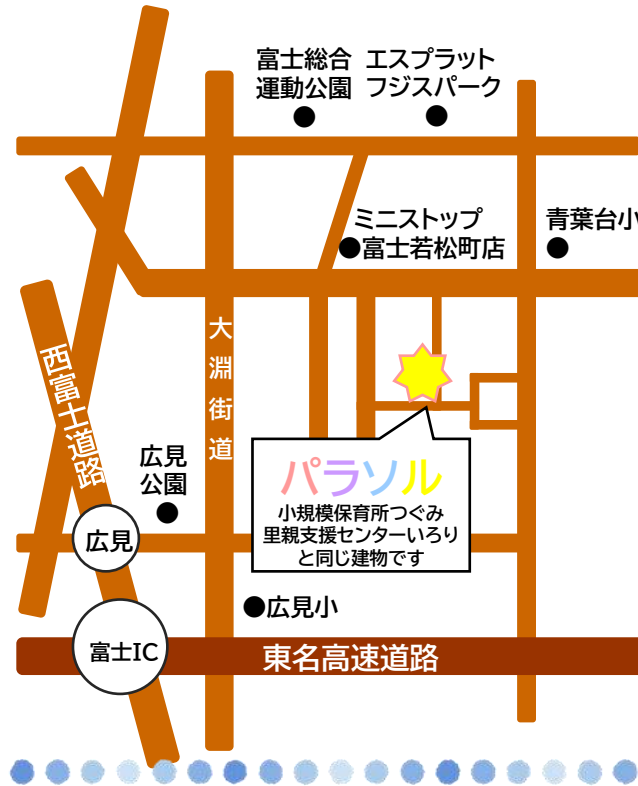 富士総合
運動公園
エスプラット
フジスパーク
ミニストップ
富士若松町店
青葉台小
大淵街道
西富士道路
広見
公園
パラソル
小規模保育所つぐみ
里親支援センターいろり
と同じ建物です
広見
広見小
富士IC
東名高速道路